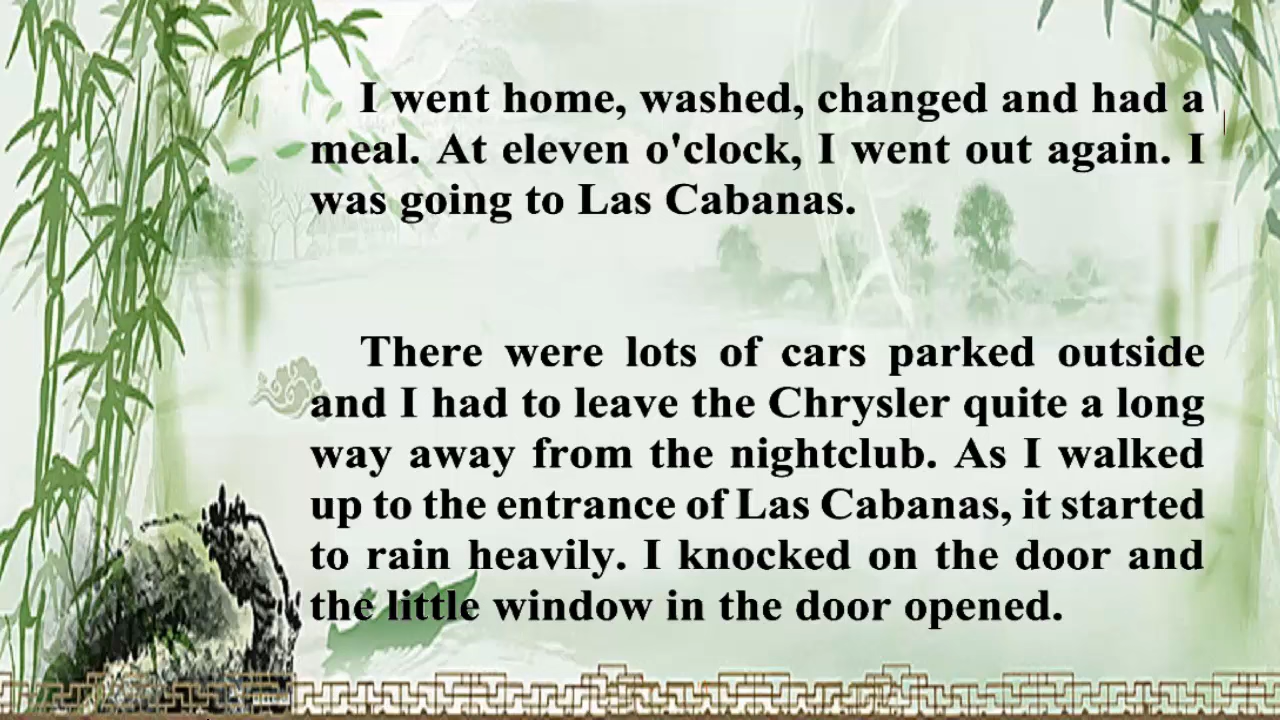 I went home, washed, changed and had a
meal. At eleven o'clock, I went out again. I
was going to Las Cabanas.
There were lots of cars parked outside
and I had to leave the Chrysler quite a long
way away from the nightclub. As I walked
up to the entrance of Las Cabanas, it started
to rain heavily. I knocked on the door and
the little window in the door opened.